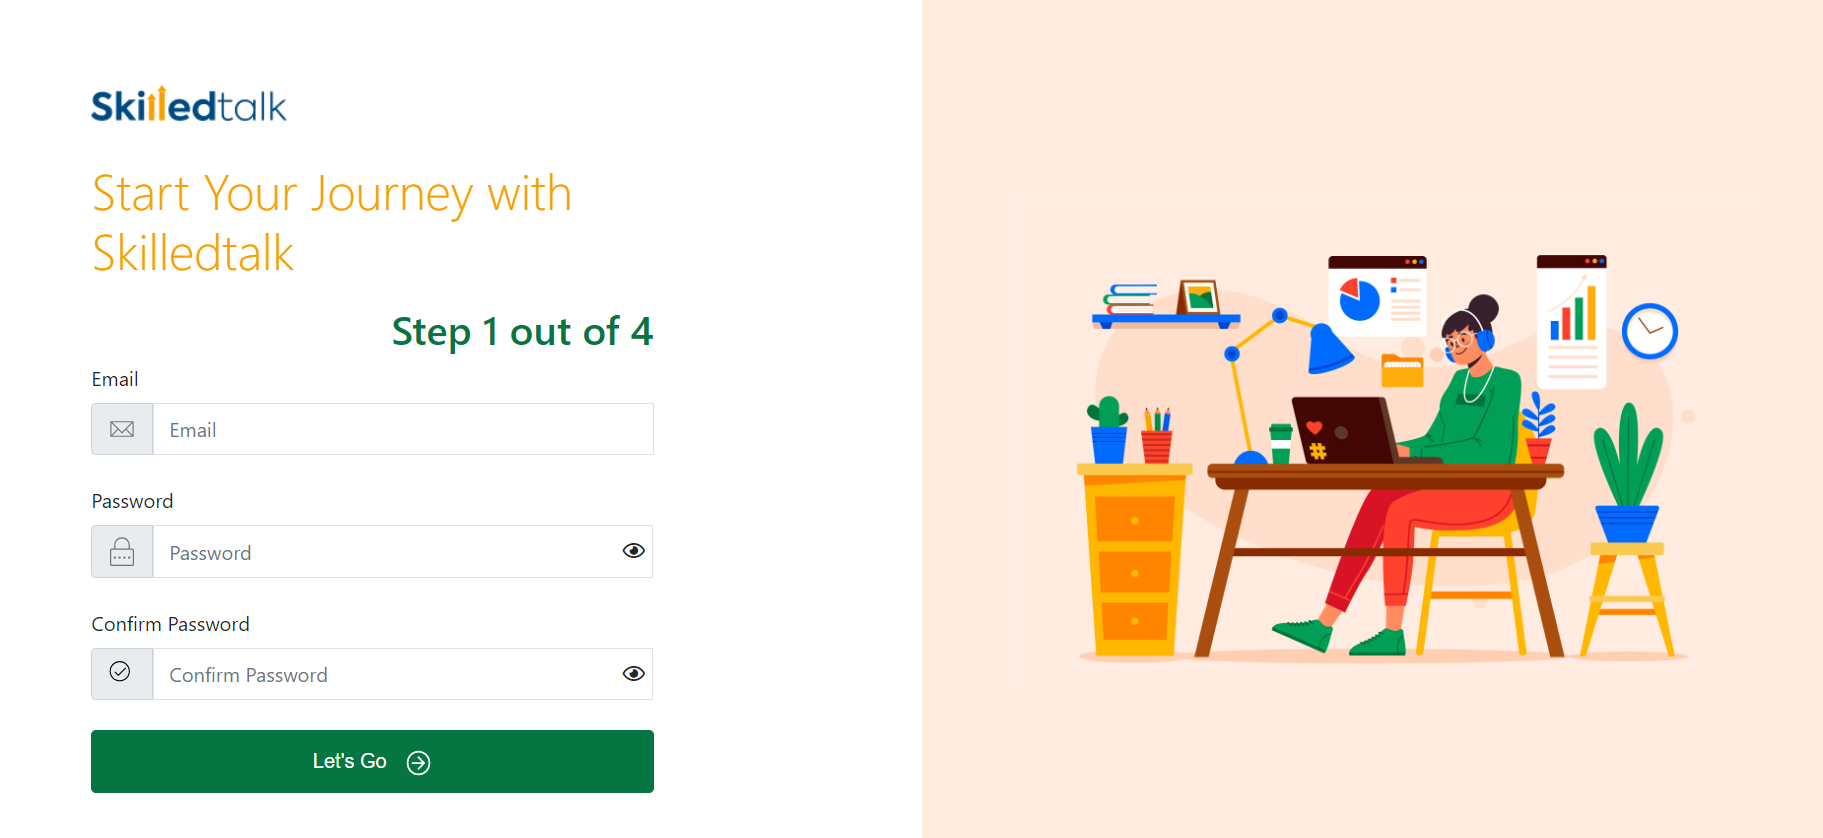 Skilledtalk
Start Your Journey with
Skilledtalk
Step 1 out of 4
Email
Email
Password
Password
Confirm Password
Confirm Password
Let's Go
#